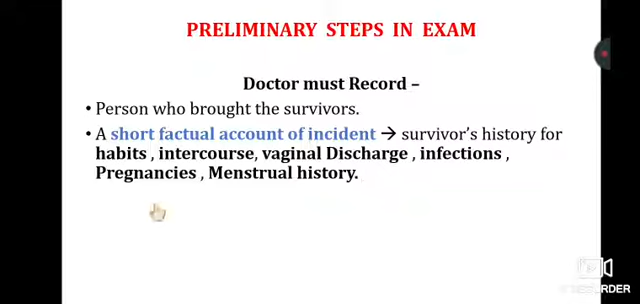 PRELIMINARY STEPS IN EXAM
Doctor must Record –
• Person who brought the survivors.
• A short factual account of incident → survivor's history for
habits , intercourse, vaginal Discharge , infections ,
Pregnancies , Menstrual history.